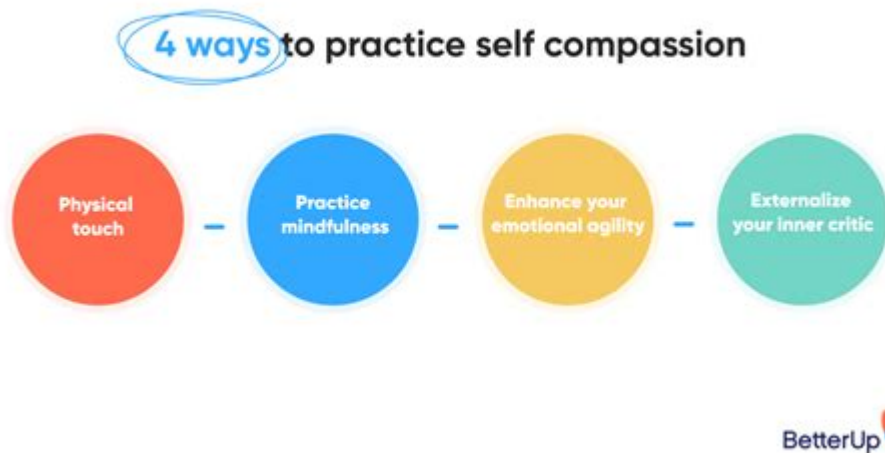 4 ways to practice self compassion
Physical
touch
Practice
mindfulness
Enhance your
emotional agility
Externalize
your inner critic
BetterUp